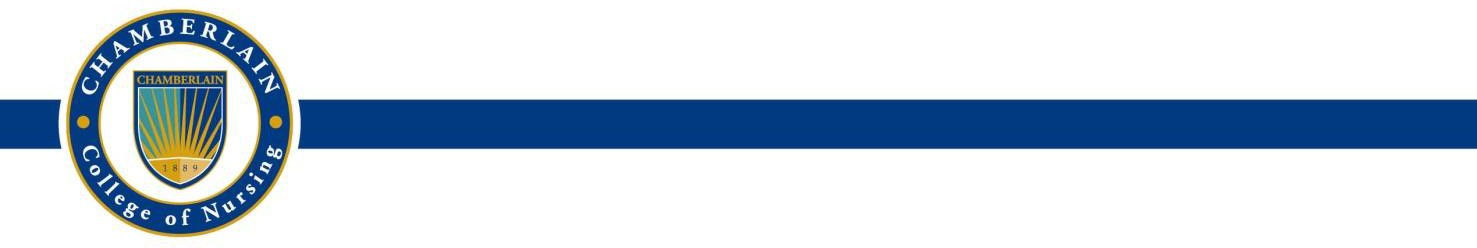 CHAMBERLAIN
CHAMBERLAIN
1889
College of Nursing